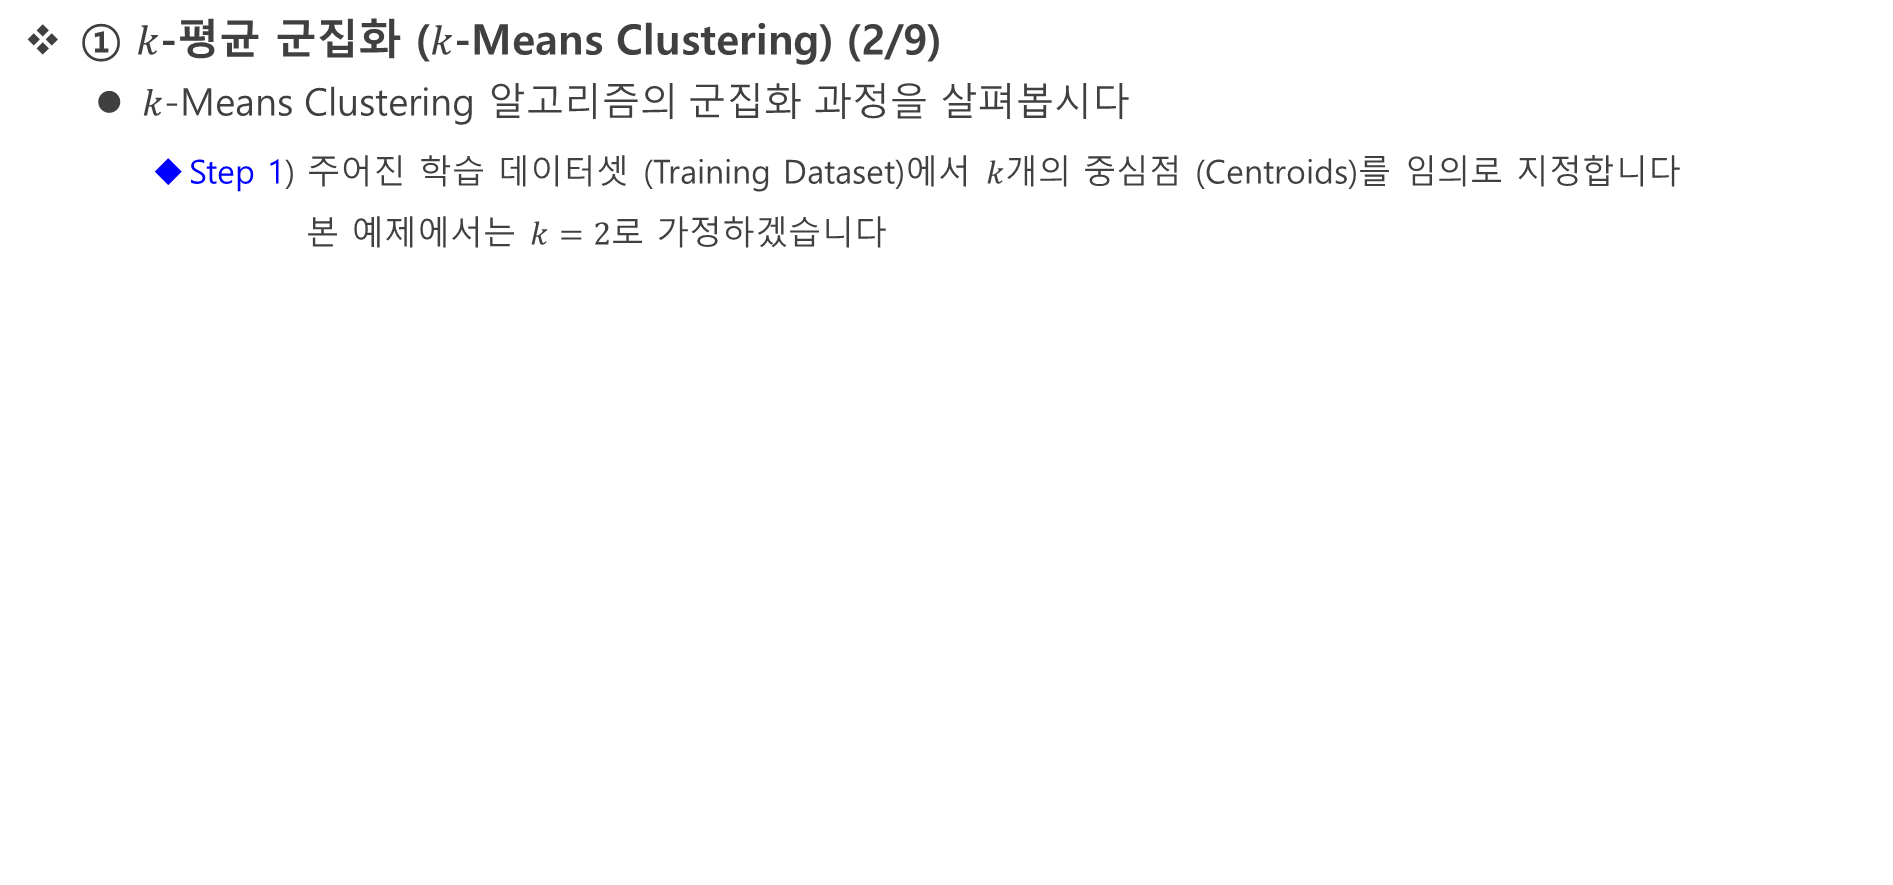 ❖ ① k-평균 군집화 (k-Means Clustering) (2/9)
● k-Means Clustering 알고리즘의 군집화 과정을 살펴봅시다
◆ Step 1) 주어진 학습 데이터셋 (Training Dataset)에서 k개의 중심점 (Centroids)를 임의로 지정합니다
본 예제에서는 k = 2로 가정하겠습니다